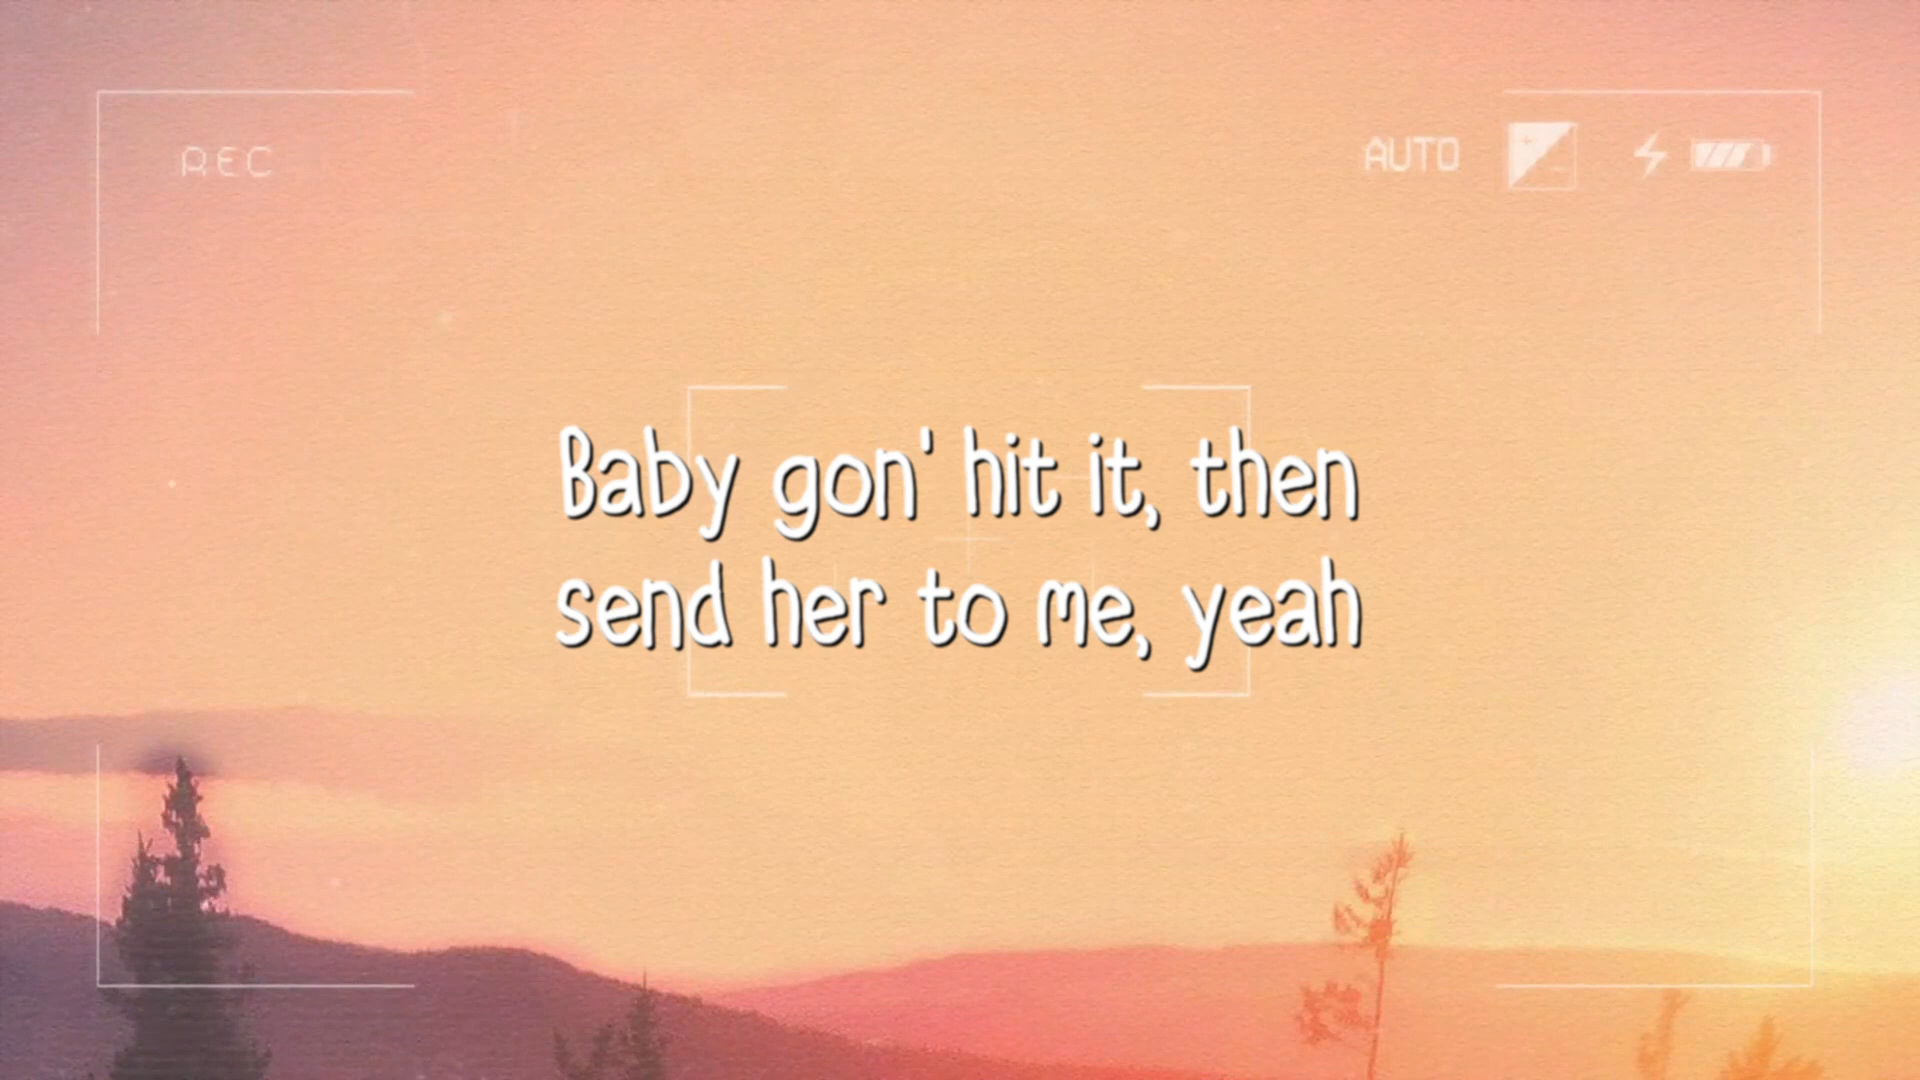 REC
AUTO
Baby gon' hit it, then
send her to me, yeah